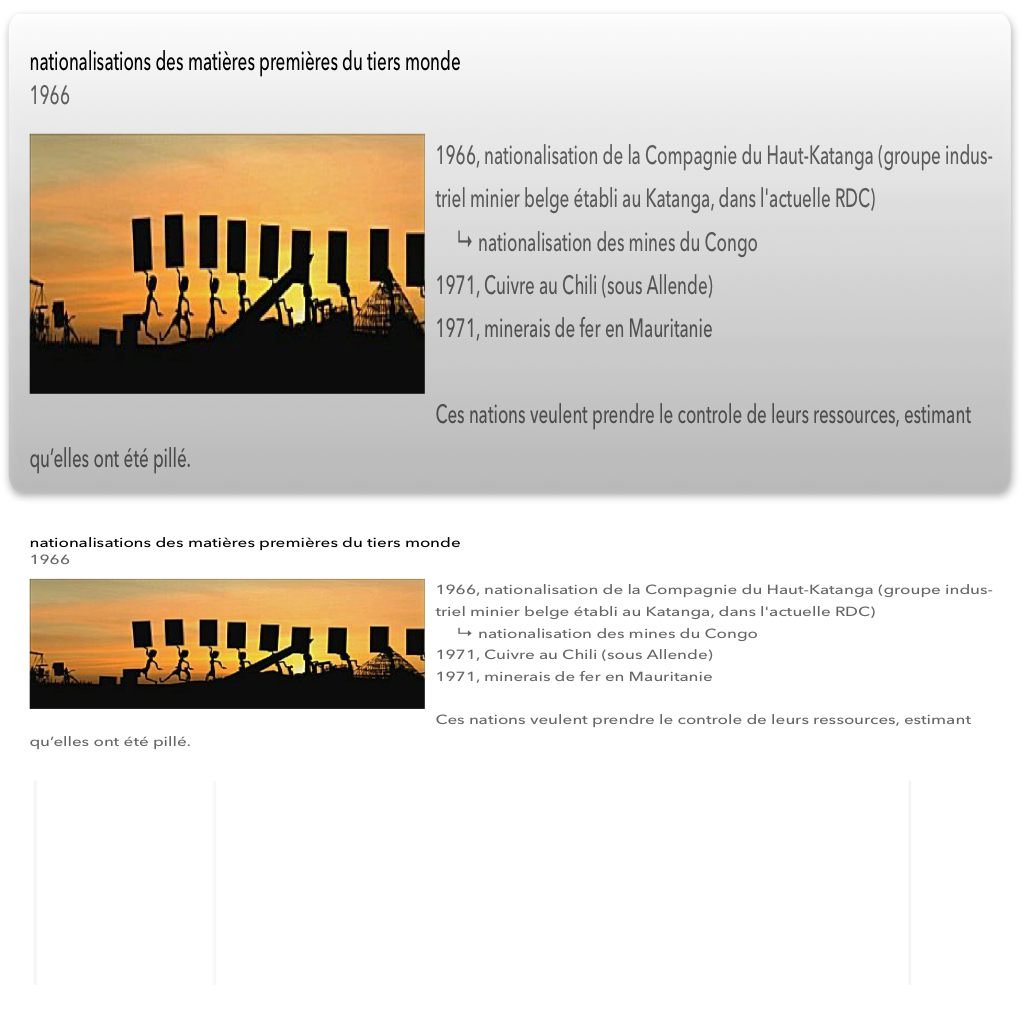 nationalisations des matières premières du tiers monde
1966
1966, nationalisation de la Compagnie du Haut-Katanga (groupe indus-
triel minier belge établi au Katanga, dans l'actuelle RDC)
↳ nationalisation des mines du Congo
1971, Cuivre au Chili (sous Allende)
1971, minerais de fer en Mauritanie
Ces nations veulent prendre le controle de leurs ressources, estimant
qu’elles ont été pillé.
nationalisations des matières premières du tiers monde
1966
1966, nationalisation de la Compagnie du Haut-Katanga (groupe indus-
triel minier belge établi au Katanga, dans l'actuelle RDC)
↳ nationalisation des mines du Congo
1971, Cuivre au Chili (sous Allende)
1971, minerais de fer en Mauritanie
Ces nations veulent prendre le controle de leurs ressources, estimant
qu’elles ont été pillé.